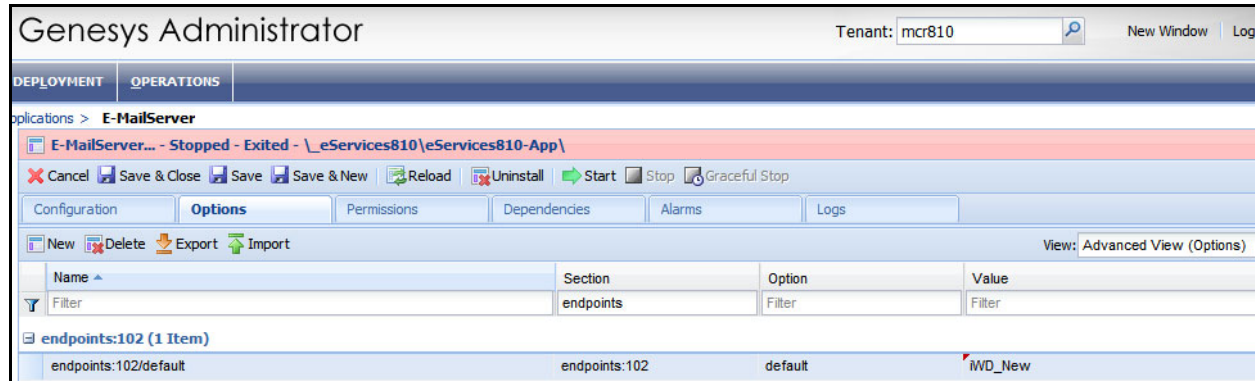 Genesys Administrator Tenant: mcr810 New Window Log
DEPLOYMENT OPERATIONS
plications > E-MailServer
E-MailServer... - Stopped - Exited - \_eServices810\eServices810-App\
Cancel Save & Close Save Save & New Reload Uninstall Start Stop Graceful Stop
Configuration Options Permissions Dependencies Alarms Logs
New Delete Export Import View: Advanced View (Options)
Name Section Option Value
Filter endpoints Filter Filter
endpoints:102 (1 Item)
endpoints:102/default endpoints:102 default iWD_New